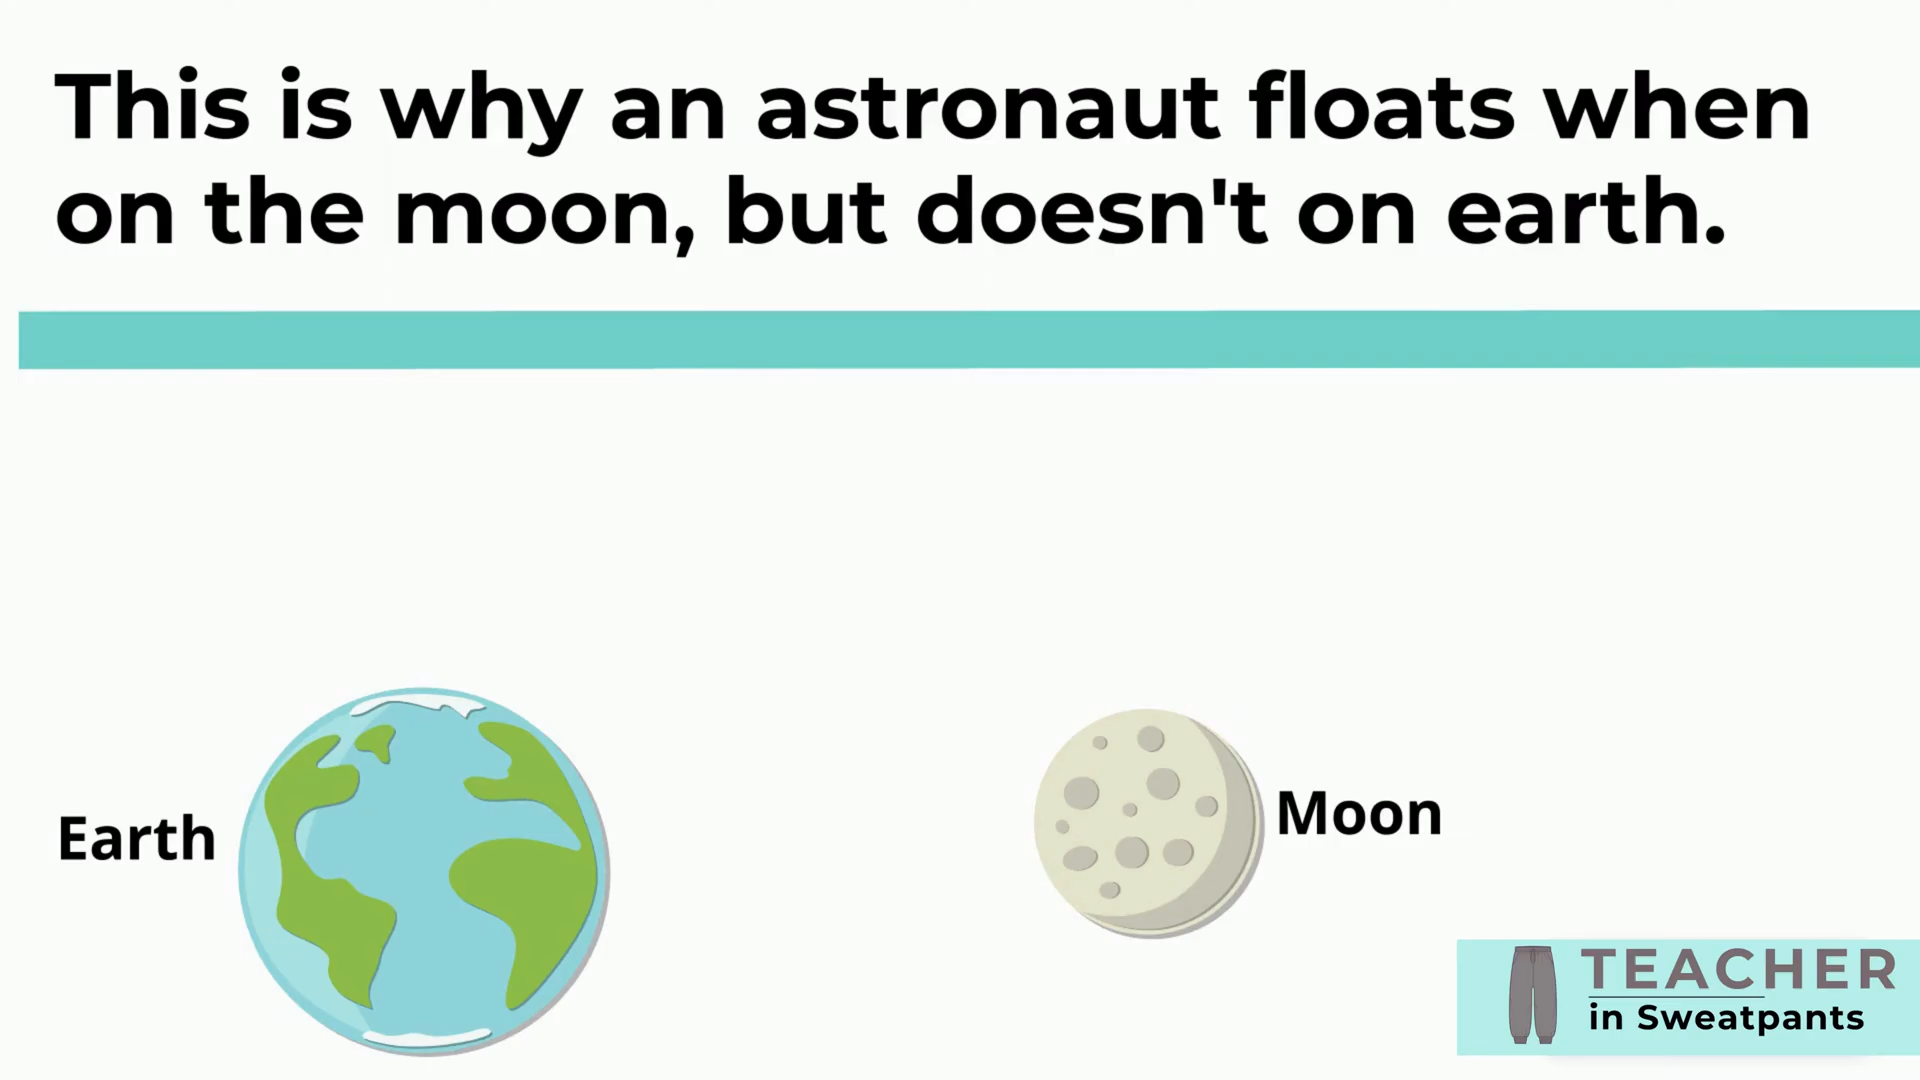 This is why an astronaut floats when
on the moon, but doesn't on earth.
Earth
Moon
TEACHER
in Sweatpants